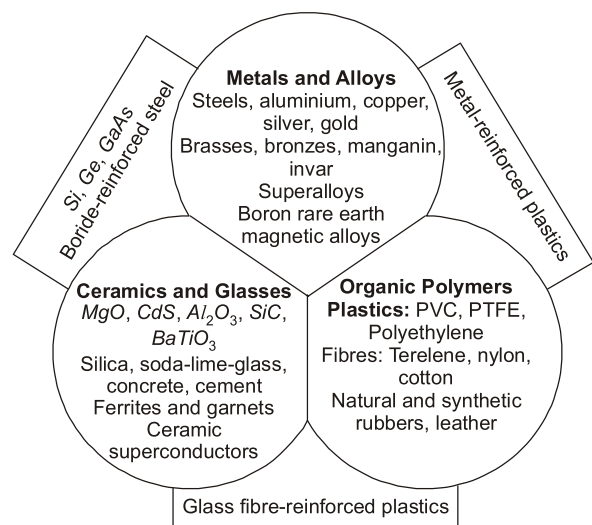 Metals and Alloys
Steels, aluminium, copper,
silver, gold
Brasses, bronzes, manganin,
invar
Superalloys
Boron rare earth
magnetic alloys
Si, Ge, GaAs
Boride-reinforced steel
Metal-reinforced plastics
Ceramics and Glasses
MgO, CdS, Al₂O₃, SiC,
BaTiO₃
Silica, soda-lime-glass,
concrete, cement
Ferrites and garnets
Ceramic
superconductors
Organic Polymers
Plastics: PVC, PTFE,
Polyethylene
Fibres: Terelene, nylon,
cotton
Natural and synthetic
rubbers, leather
Glass fibre-reinforced plastics